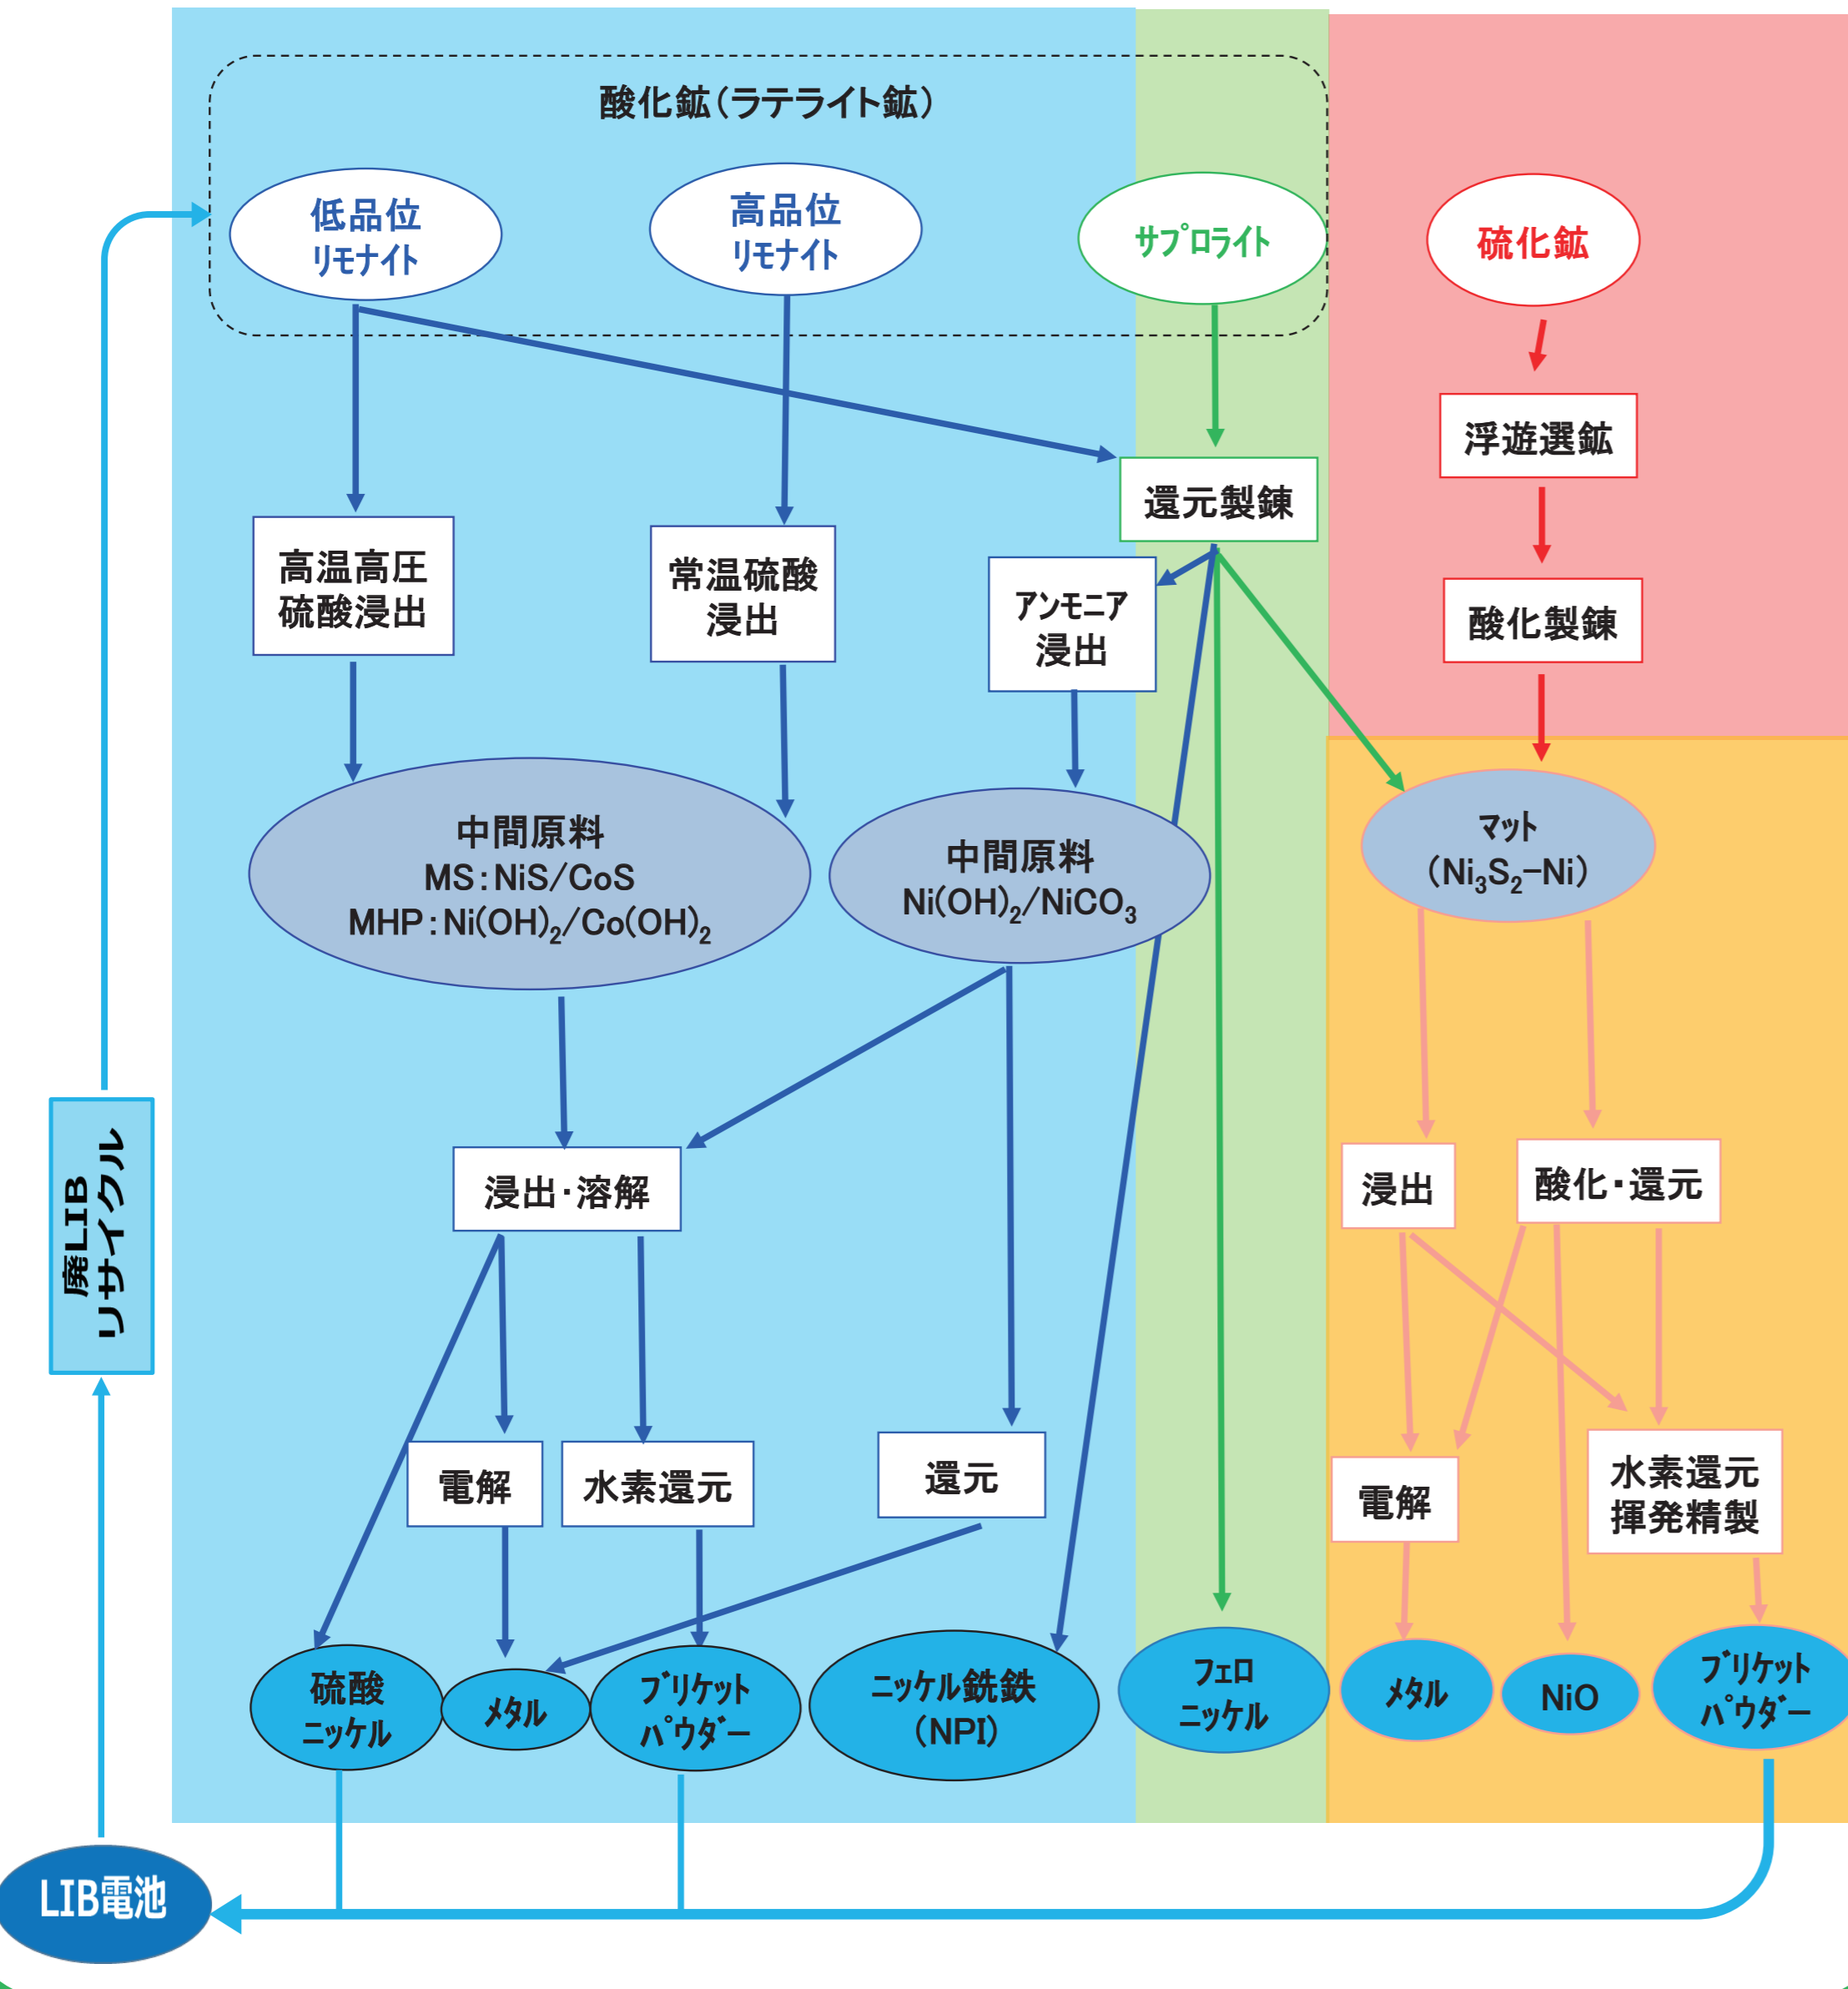 酸化鉱（ラテライト鉱）
低品位
リモナイト
高品位
リモナイト
サプロライト
硫化鉱
浮遊選鉱
還元製錬
高温高圧
硫酸浸出
常温硫酸
浸出
アンモニア
浸出
酸化製錬
中間原料
MS：NiS/CoS
MHP：Ni(OH)₂/Co(OH)₂
中間原料
Ni(OH)₂/NiCO₃
マット
（Ni₃S₂−Ni）
廃LIB
リサイクル
浸出・溶解
浸出
酸化・還元
電解
水素還元
還元
電解
水素還元
揮発精製
硫酸
ニッケル
メタル
ブリケット
パウダー
ニッケル銑鉄
（NPI）
フェロ
ニッケル
メタル
NiO
ブリケット
パウダー
LIB電池